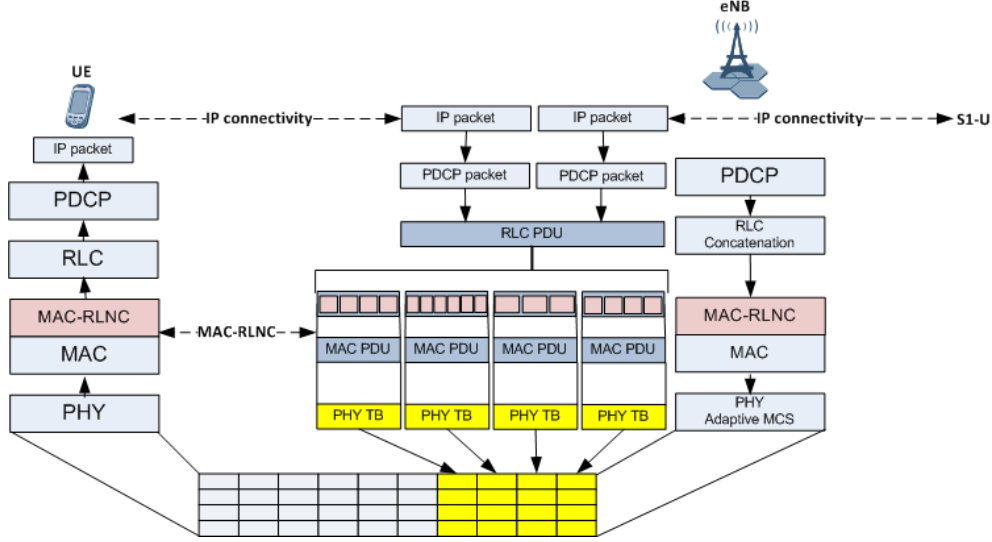 eNB
UE
IP connectivity
IP packet
IP packet
IP connectivity
S1-U
IP packet
PDCP packet
PDCP packet
PDCP
PDCP
RLC PDU
RLC
Concatenation
RLC
MAC-RLNC
MAC-RLNC
MAC-RLNC
MAC
MAC PDU
MAC PDU
MAC PDU
MAC PDU
MAC
PHY
PHY TB
PHY TB
PHY TB
PHY TB
PHY
Adaptive MCS